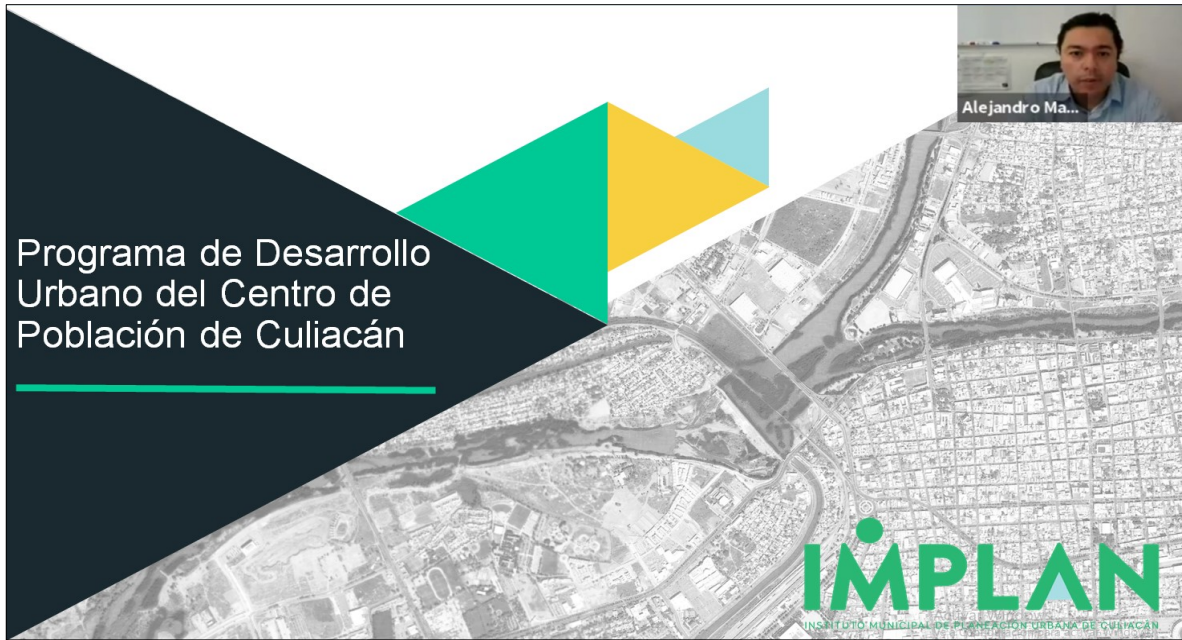 Alejandro Ma...
Programa de Desarrollo
Urbano del Centro de
Población de Culiacán
IMPLAN
INSTITUTO MUNICIPAL DE PLANEACIÓN URBANA DE CULIACÁN